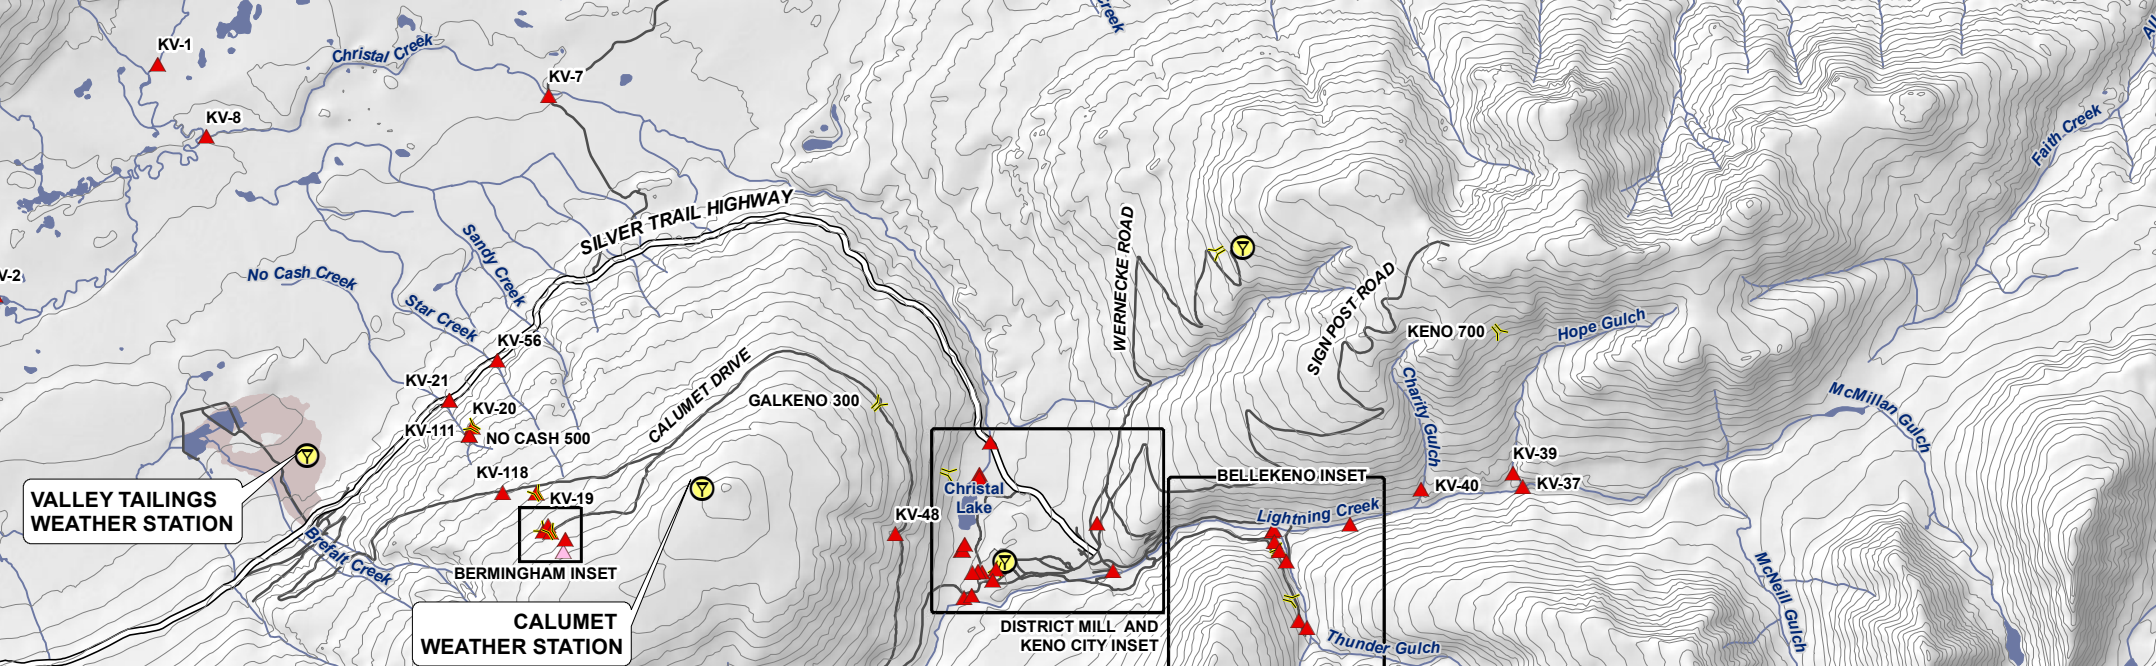 Creek
KV-1
Christal Creek
KV-7
KV-8
Faith Creek
SILVER TRAIL HIGHWAY
WERNECKE ROAD
Sandy Creek
No Cash Creek
V-2
Star Creek
SIGNPOST ROAD
KENO 700
Hope Gulch
KV-56
CALUMET DRIVE
KV-21
GALKENO 300
Charity Gulch
McMillan Gulch
KV-20
KV-111
NO CASH 500
KV-118
KV-19
VALLEY TAILINGS
WEATHER STATION
Christal
Lake
BELLEKENO INSET
KV-39
KV-40
KV-37
KV-48
Lightning Creek
Brefalt Creek
BERMINGHAM INSET
McNeill Gulch
CALUMET
WEATHER STATION
DISTRICT MILL AND
KENO CITY INSET
Thunder Gulch